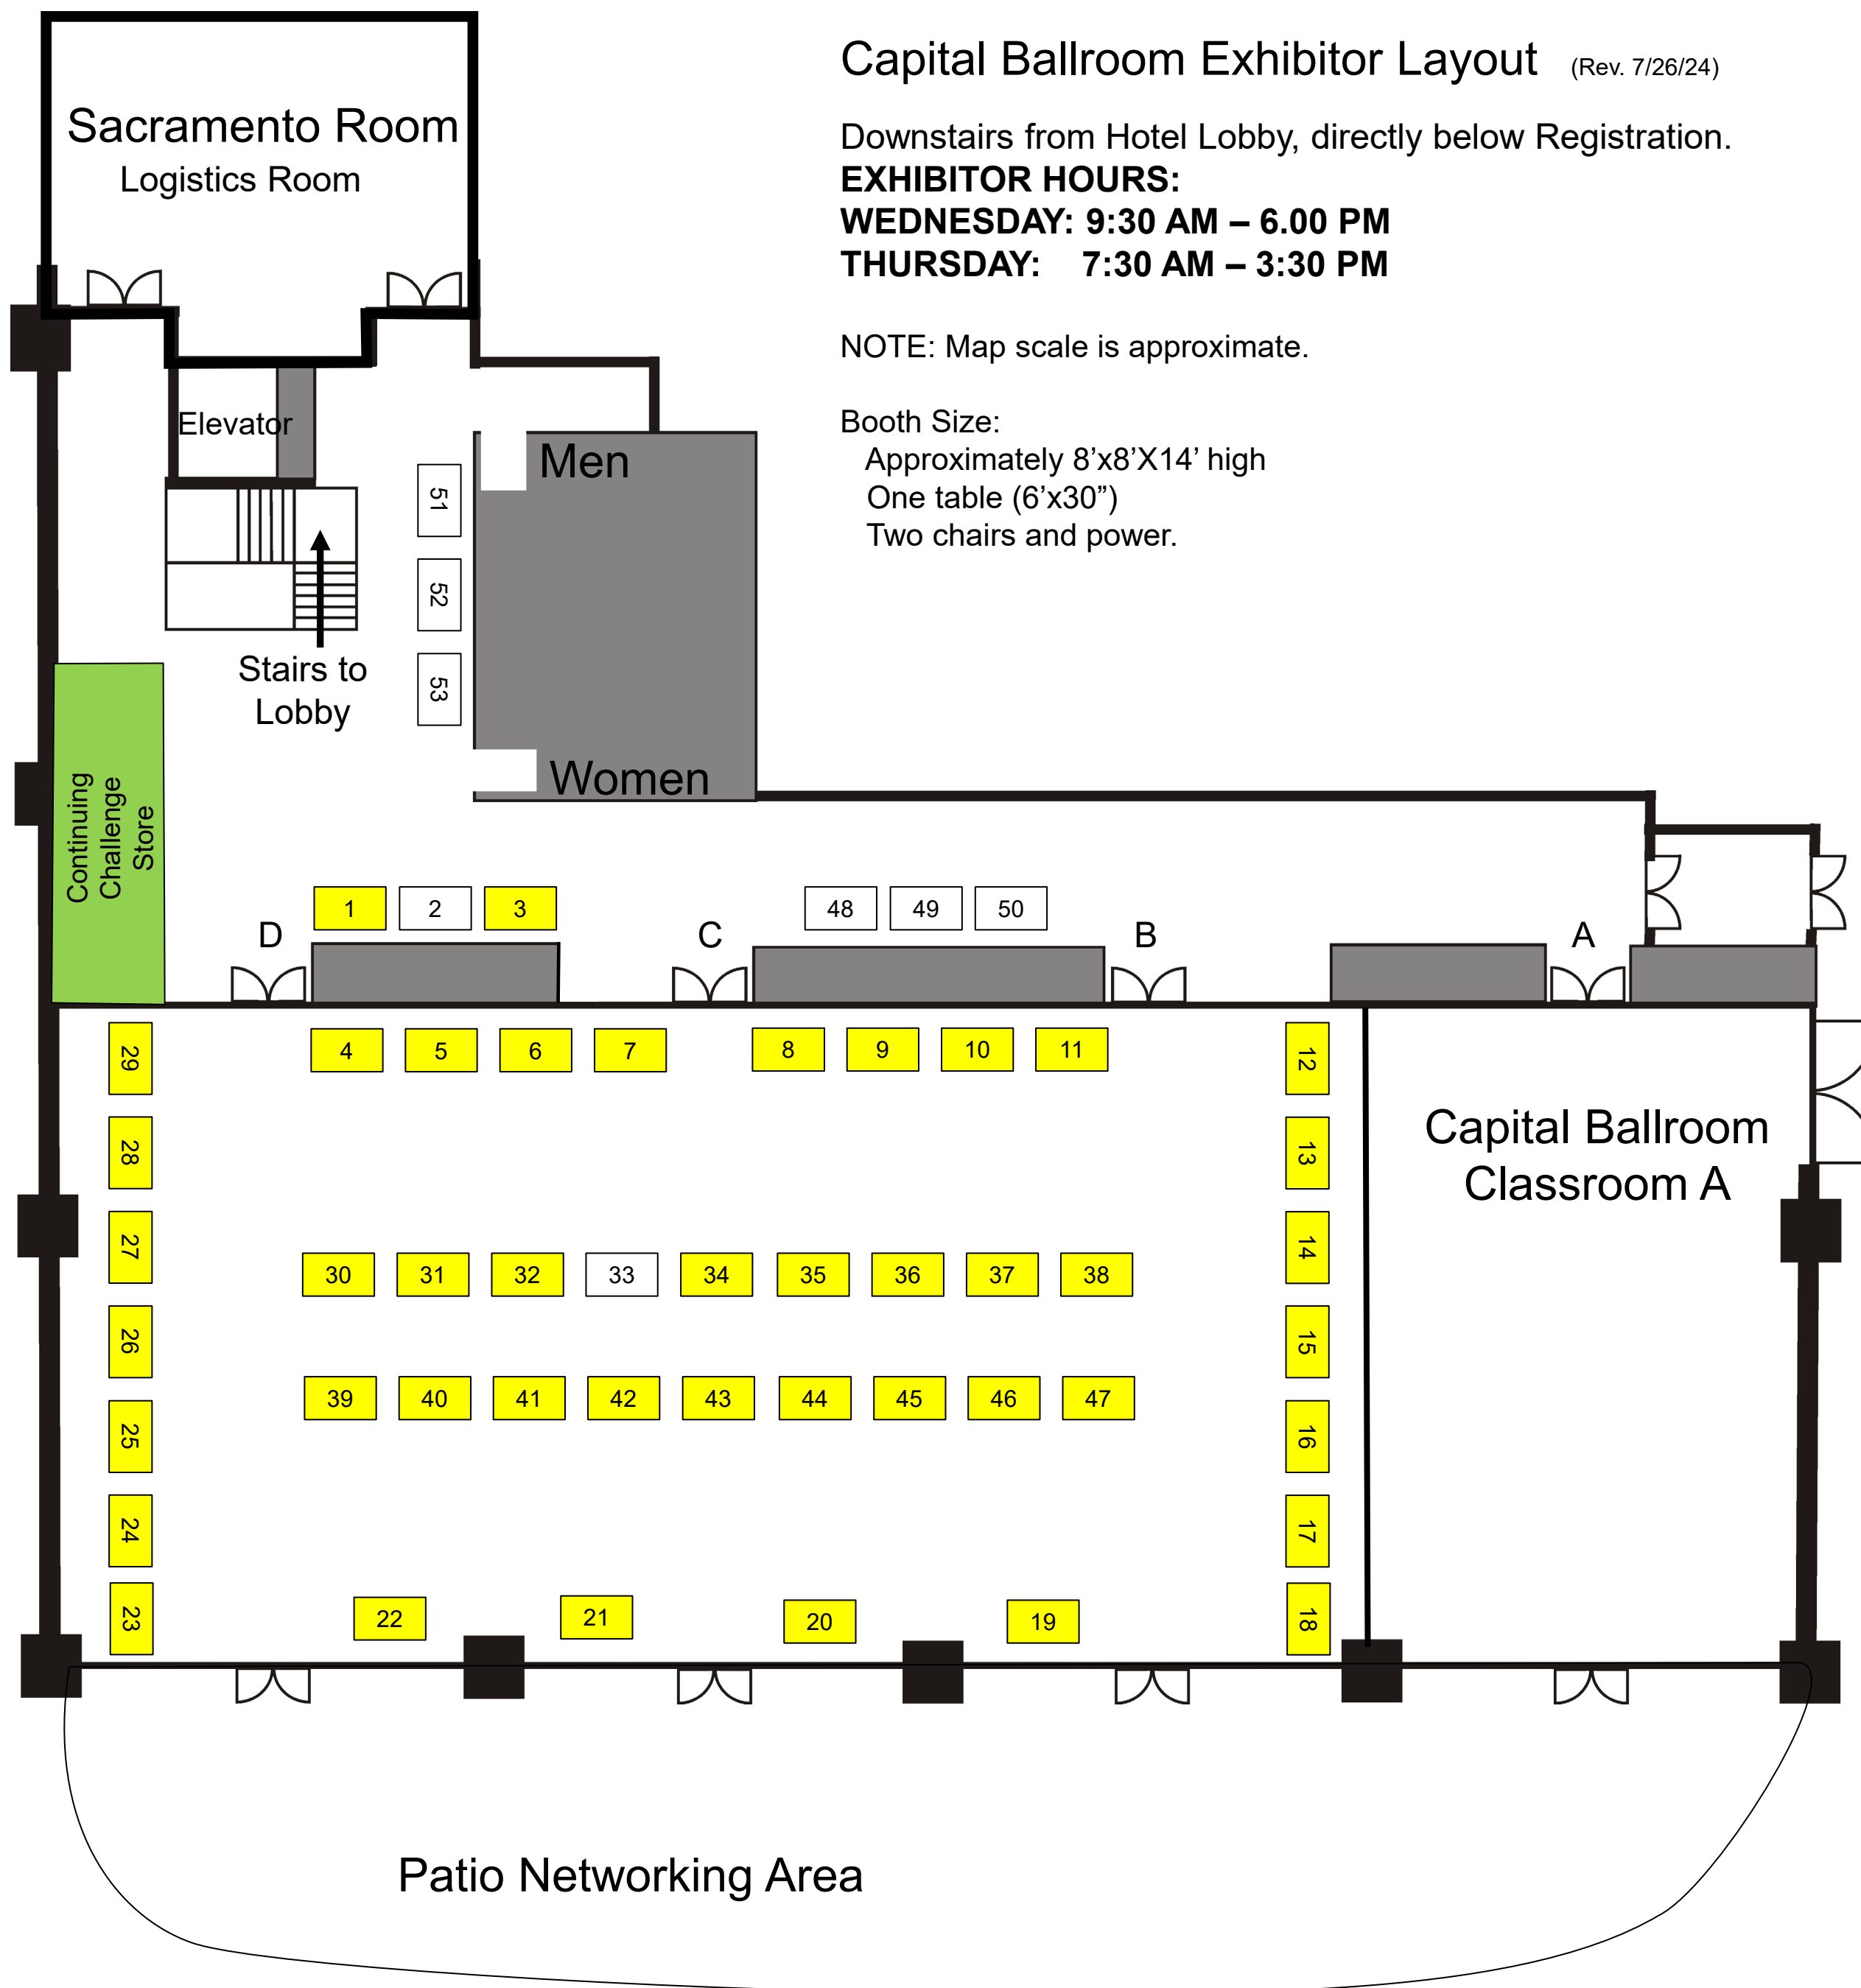 Capital Ballroom Exhibitor Layout (Rev. 7/26/24)
Downstairs from Hotel Lobby, directly below Registration.
EXHIBITOR HOURS:
WEDNESDAY: 9:30 AM – 6.00 PM
THURSDAY: 7:30 AM – 3:30 PM
NOTE: Map scale is approximate.
Booth Size:
Approximately 8’x8’X14’ high
One table (6’x30”)
Two chairs and power.
Sacramento Room
Logistics Room
Elevator
Men
51
52
53
Stairs to
Lobby
Women
Continuing
Challenge
Store
1 2 3
48 49 50
D
C
B
A
29
28
27
26
25
24
23
4 5 6 7
8 9 10 11
12
13
14
15
16
17
18
Capital Ballroom
Classroom A
30 31 32 33 34 35 36 37 38
39 40 41 42 43 44 45 46 47
22 21 20 19
Patio Networking Area